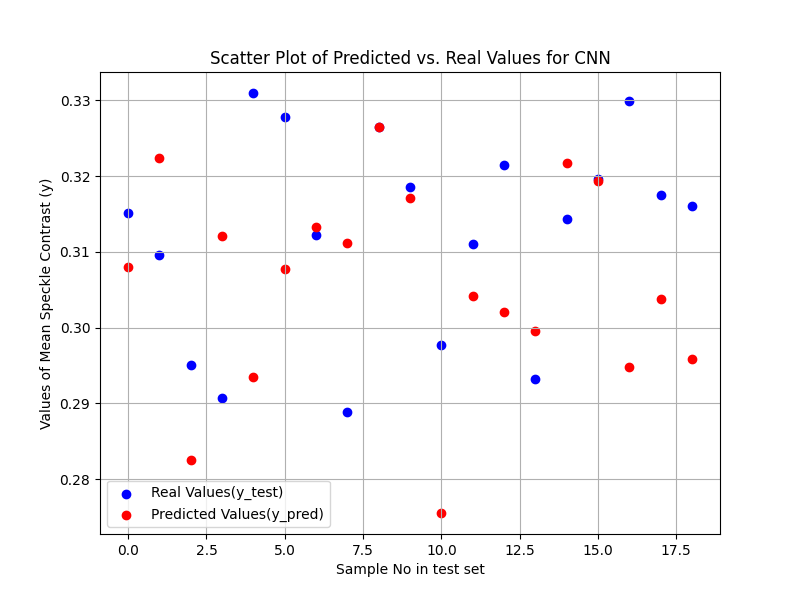 Scatter Plot of Predicted vs. Real Values for CNN
Values of Mean Speckle Contrast (y)
0.33
0.32
0.31
0.30
0.29
0.28
Real Values(y_test)
Predicted Values(y_pred)
0.0 2.5 5.0 7.5 10.0 12.5 15.0 17.5
Sample No in test set